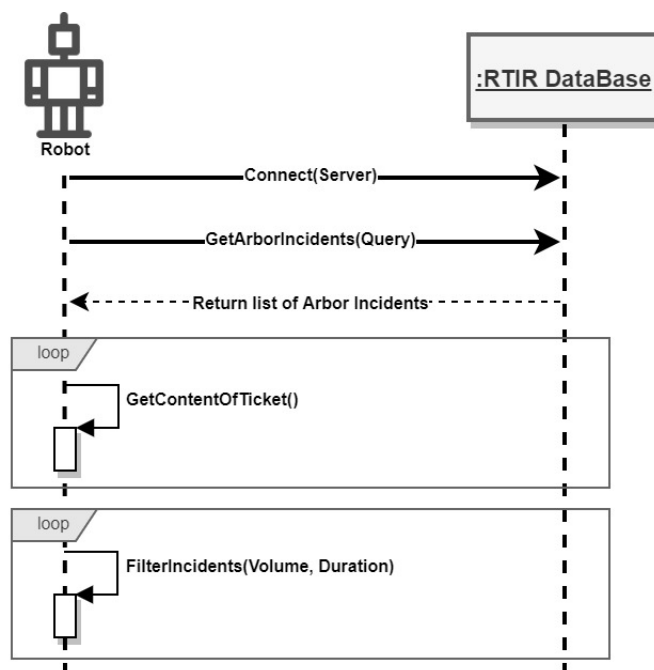 :RTIR DataBase
Robot
Connect(Server)
GetArborIncidents(Query)
Return list of Arbor Incidents
loop
GetContentOfTicket()
loop
FilterIncidents(Volume, Duration)